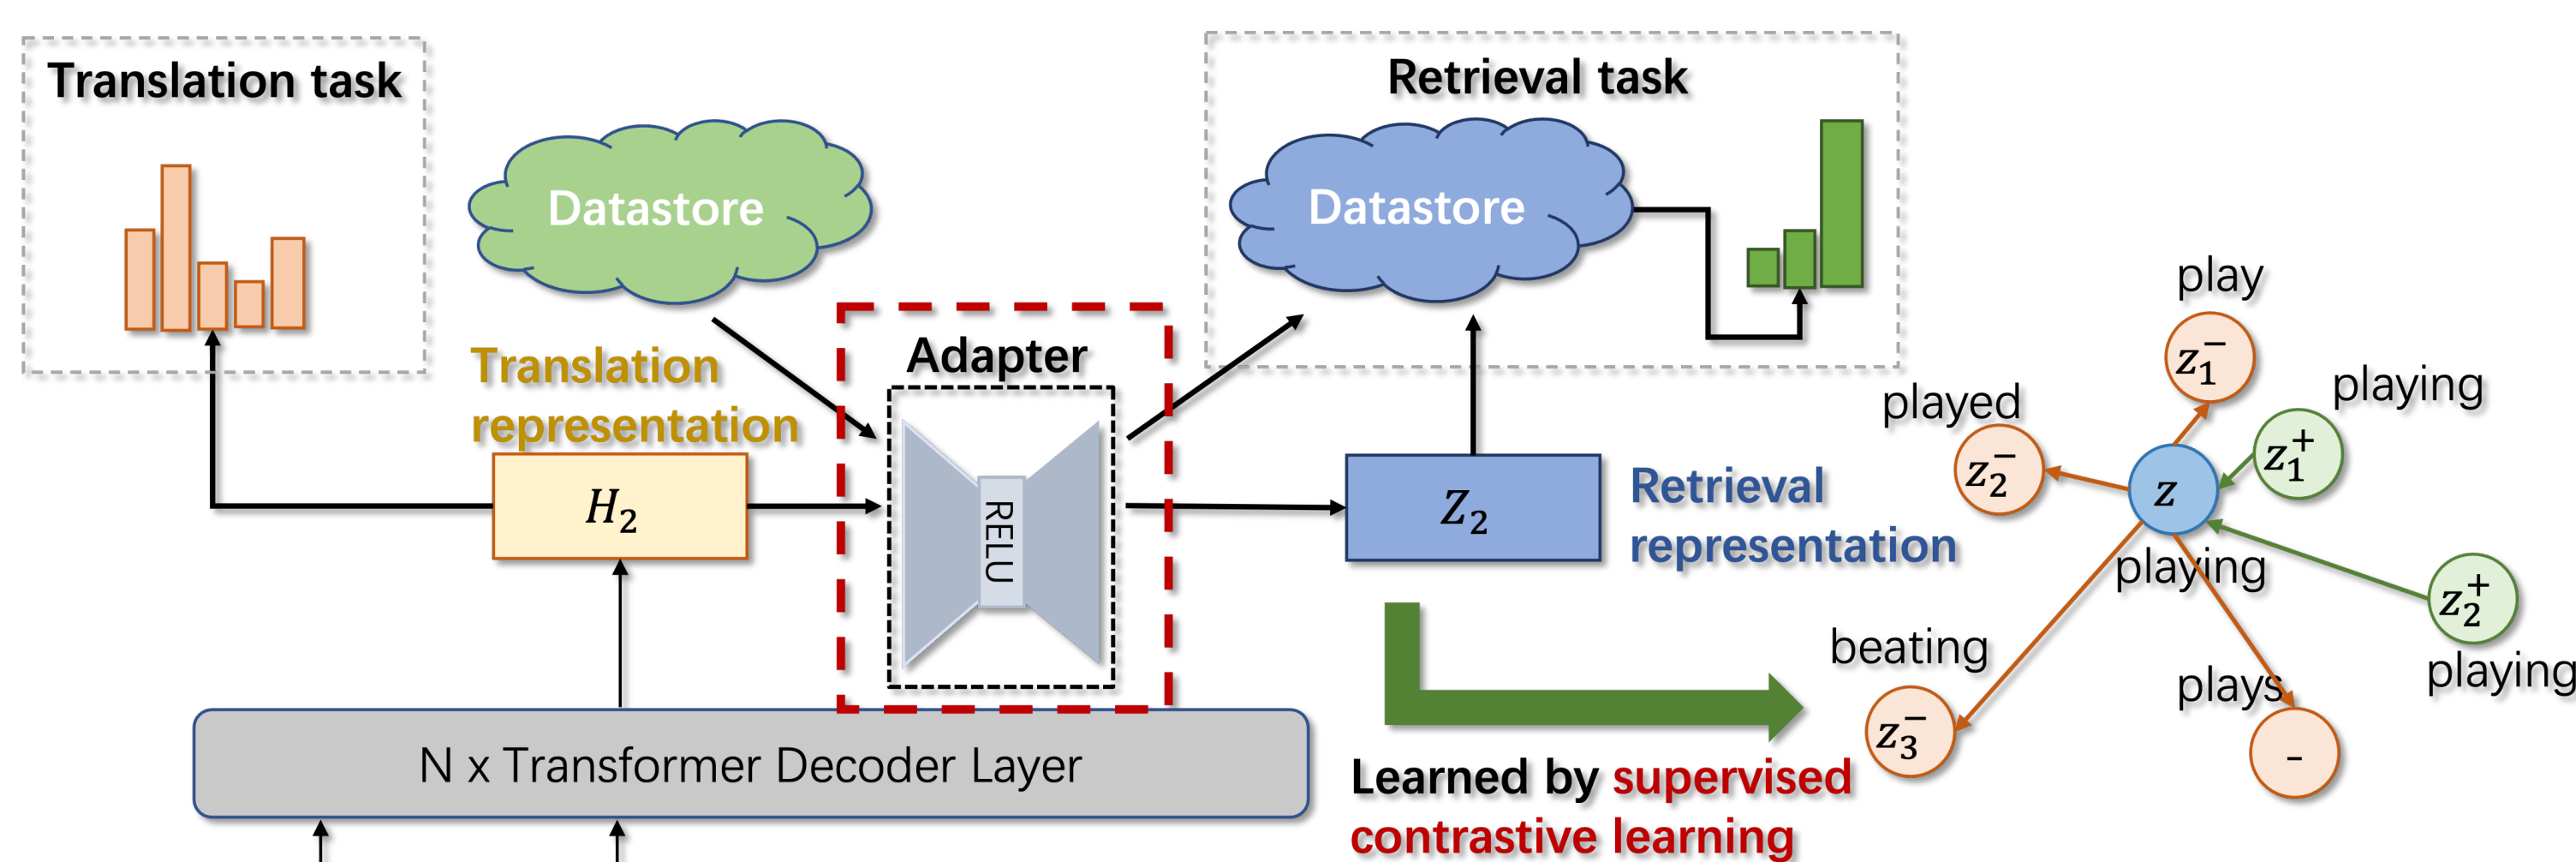 Translation task
Datastore
Translation
representation
H₂
Adapter
RELU
N x Transformer Decoder Layer
Retrieval task
Datastore
Z₂
Retrieval
representation
Learned by supervised
contrastive learning
play
z₁⁻
playing
z₁⁺
played
z₂⁻
z
playing
z₂⁺
playing
beating
z₃⁻
plays
-